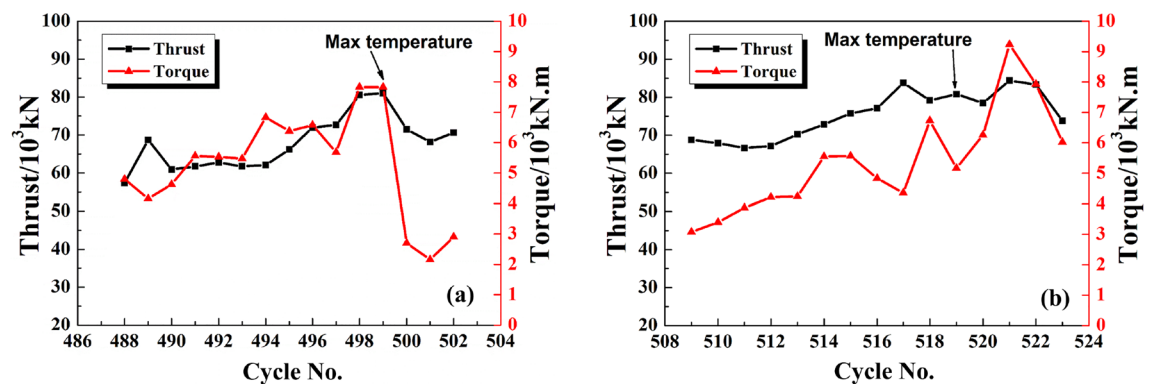 Thrust/10³kN
100
90
80
70
60
50
40
30
20
Thrust
Torque
Max temperature
(a)
10
9
8
7
6
5
4
3
2
1
0
Torque/10³kN.m
486 488 490 492 494 496 498 500 502 504
Cycle No.
Thrust/10³kN
100
90
80
70
60
50
40
30
20
Thrust
Torque
Max temperature
(b)
10
9
8
7
6
5
4
3
2
1
0
Torque/10³kN.m
508 510 512 514 516 518 520 522 524
Cycle No.